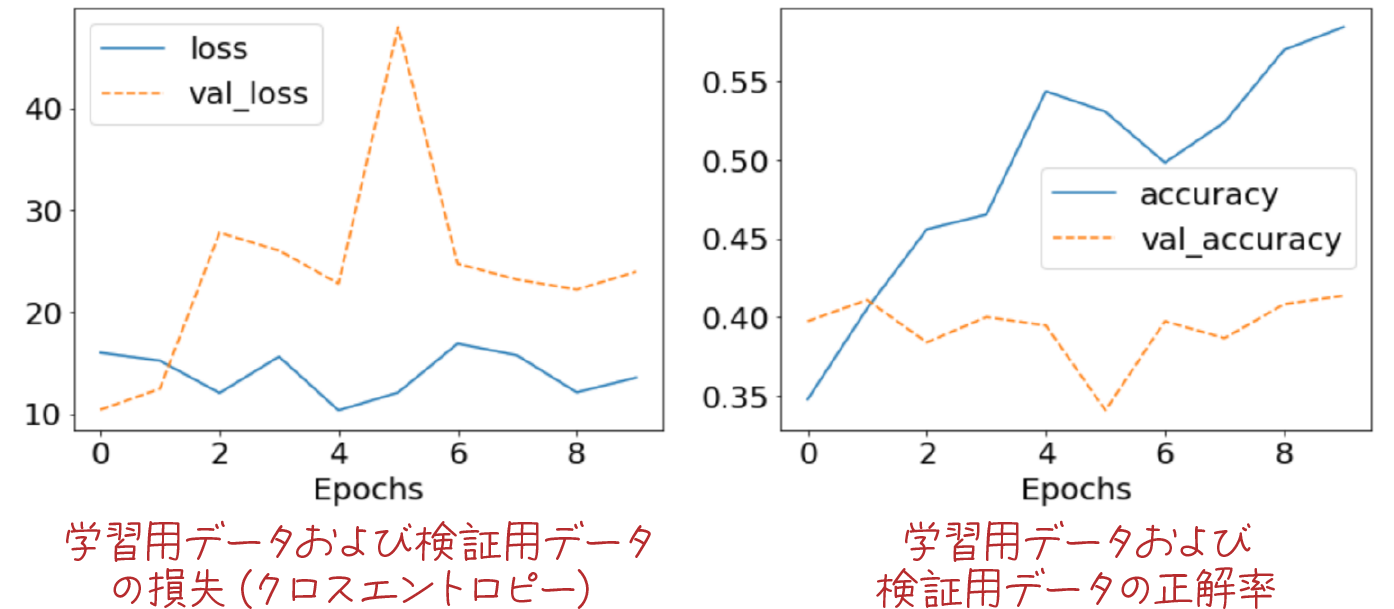 loss
val_loss
40
30
20
10
0 2 4 6 8
Epochs
学習用データおよび検証用データ
の損失 (クロスエントロピー)
accuracy
val_accuracy
0.55
0.50
0.45
0.40
0.35
0 2 4 6 8
Epochs
学習用データおよび
検証用データの正解率